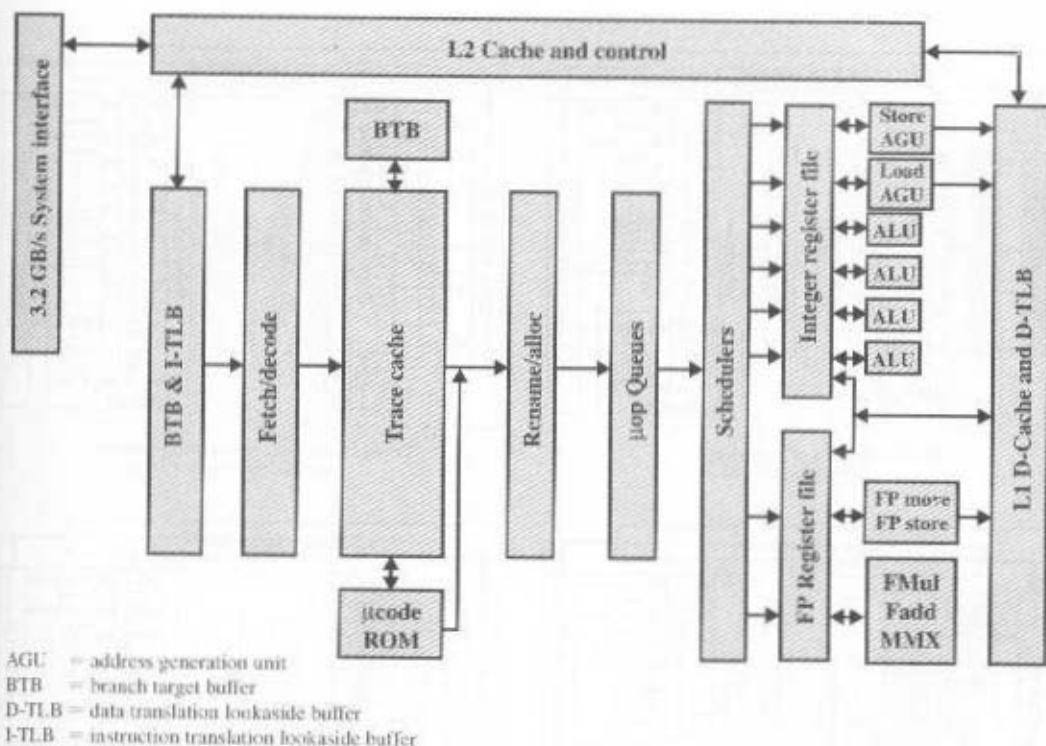 L2 Cache and control
3.2 GB/s System interface
BTB
BTB & I-TLB
Fetch/decode
Trace cache
μcode
ROM
Rename/alloc
μop Queues
Schedulers
Integer register file
FP Register file
Store
AGU
Load
AGU
ALU
ALU
ALU
ALU
FP move
FP store
FMul
Fadd
MMX
L1 D-Cache and D-TLB
AGU = address generation unit
BTB = branch target buffer
D-TLB = data translation lookaside buffer
I-TLB = instruction translation lookaside buffer